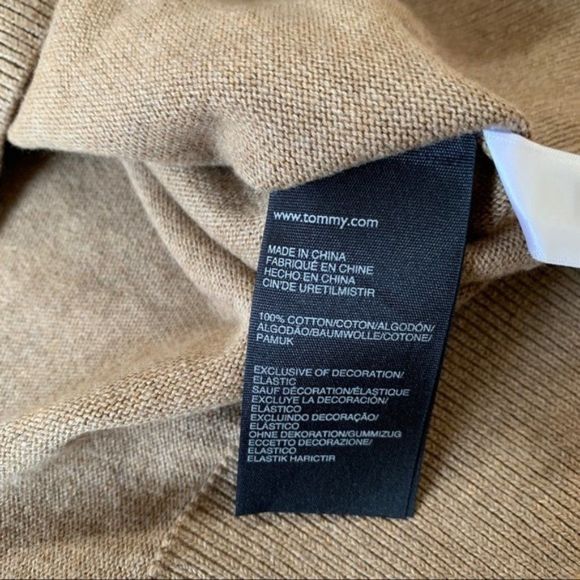 www.tommy.com
MADE IN CHINA
FABRIQUÉ EN CHINE
HECHO EN CHINA
CIN'DE URETILMISTIR
100% COTTON/COTON/ALGODÓN/
ALGODÃO/BAUMWOLLE/COTONE/
PAMUK
EXCLUSIVE OF DECORATION/
ELASTIC
SAUF DÉCORATION/ÉLASTIQUE
EXCLUYE LA DECORACIÓN/
ELÁSTICO
EXCLUINDO DECORAÇÃO/
ELÁSTICO
OHNE DEKORATION/GUMMIZUG
ECCETTO DECORAZIONE/
ELASTICO
ELASTIK HARICTIR